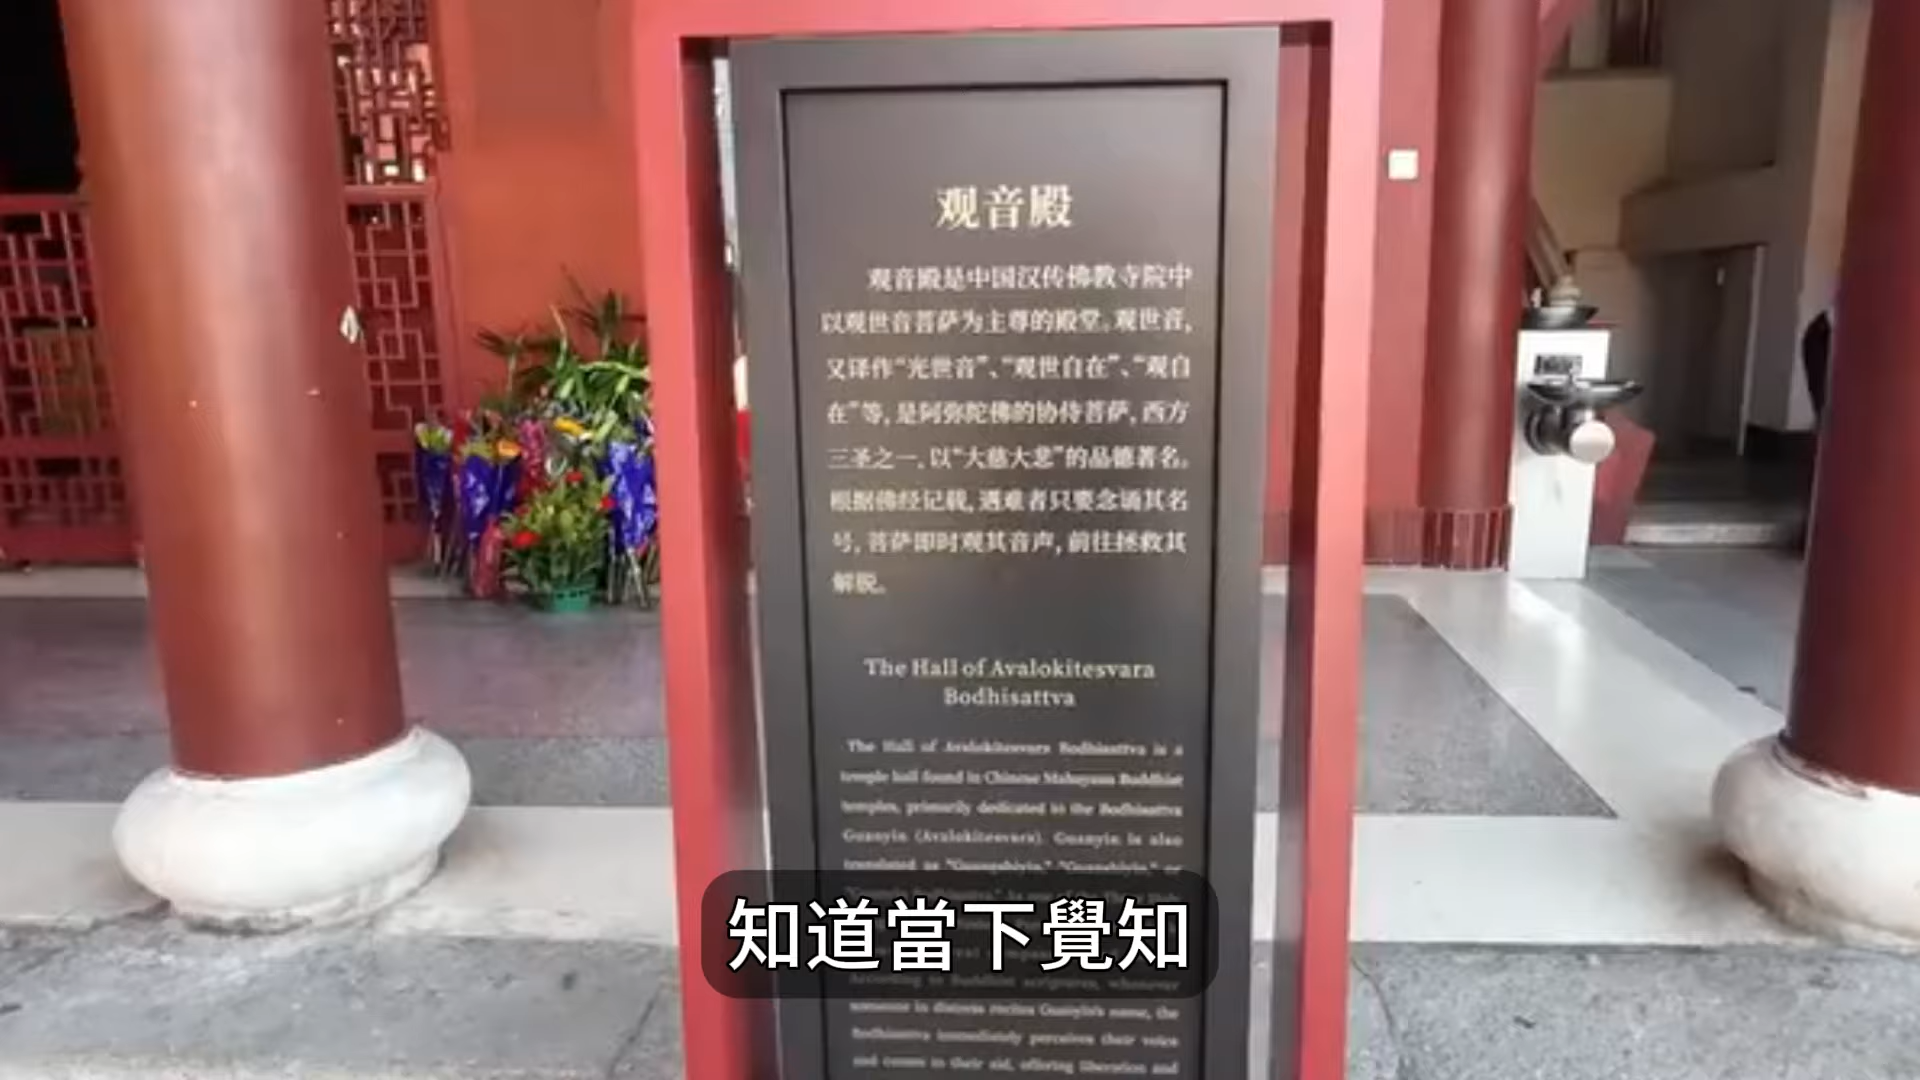 观音殿
观音殿是中国汉传佛教寺院中
以观世音菩萨为主尊的殿堂。观世音,
又译作“光世音”、“观世自在”、“观自
在”等,是阿弥陀佛的协侍菩萨,西方
三圣之一,以“大慈大悲”的品德著名。
根据佛经记载,遇难者只要念诵其名
号,菩萨即时观其音声,前往拯救其
解脱。
The Hall of Avalokitesvara
Bodhisattva
The Hall of Avalokitesvara Bodhisattva is a
temple hall found in Chinese Mahayana Buddhist
temples, primarily dedicated to the Bodhisattva
Guanyin (Avalokitesvara). Guanyin is also
translated as "Guangshiyin," "Guanshiyin," or
知道當下覺知
According to Buddhist scriptures, whenever
someone in distress recites Guanyin's name, the
Bodhisattva immediately perceives their voice
and comes to their aid, offering liberation and